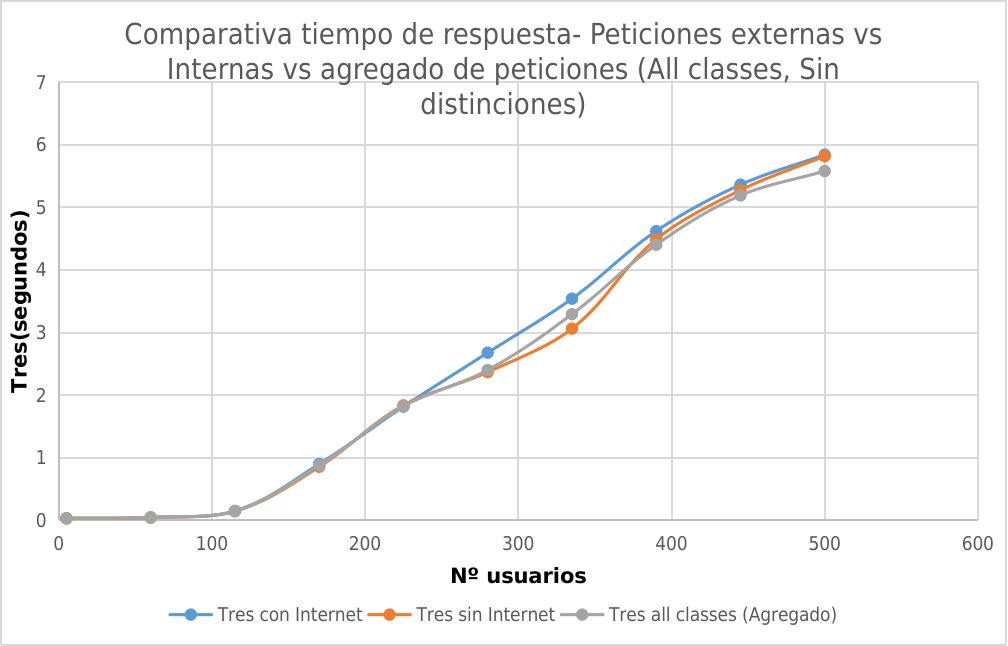 Comparativa tiempo de respuesta- Peticiones externas vs
Internas vs agregado de peticiones (All classes, Sin
distinciones)
7
6
5
4
3
2
1
0
Tres(segundos)
0 100 200 300 400 500 600
Nº usuarios
Tres con Internet Tres sin Internet Tres all classes (Agregado)